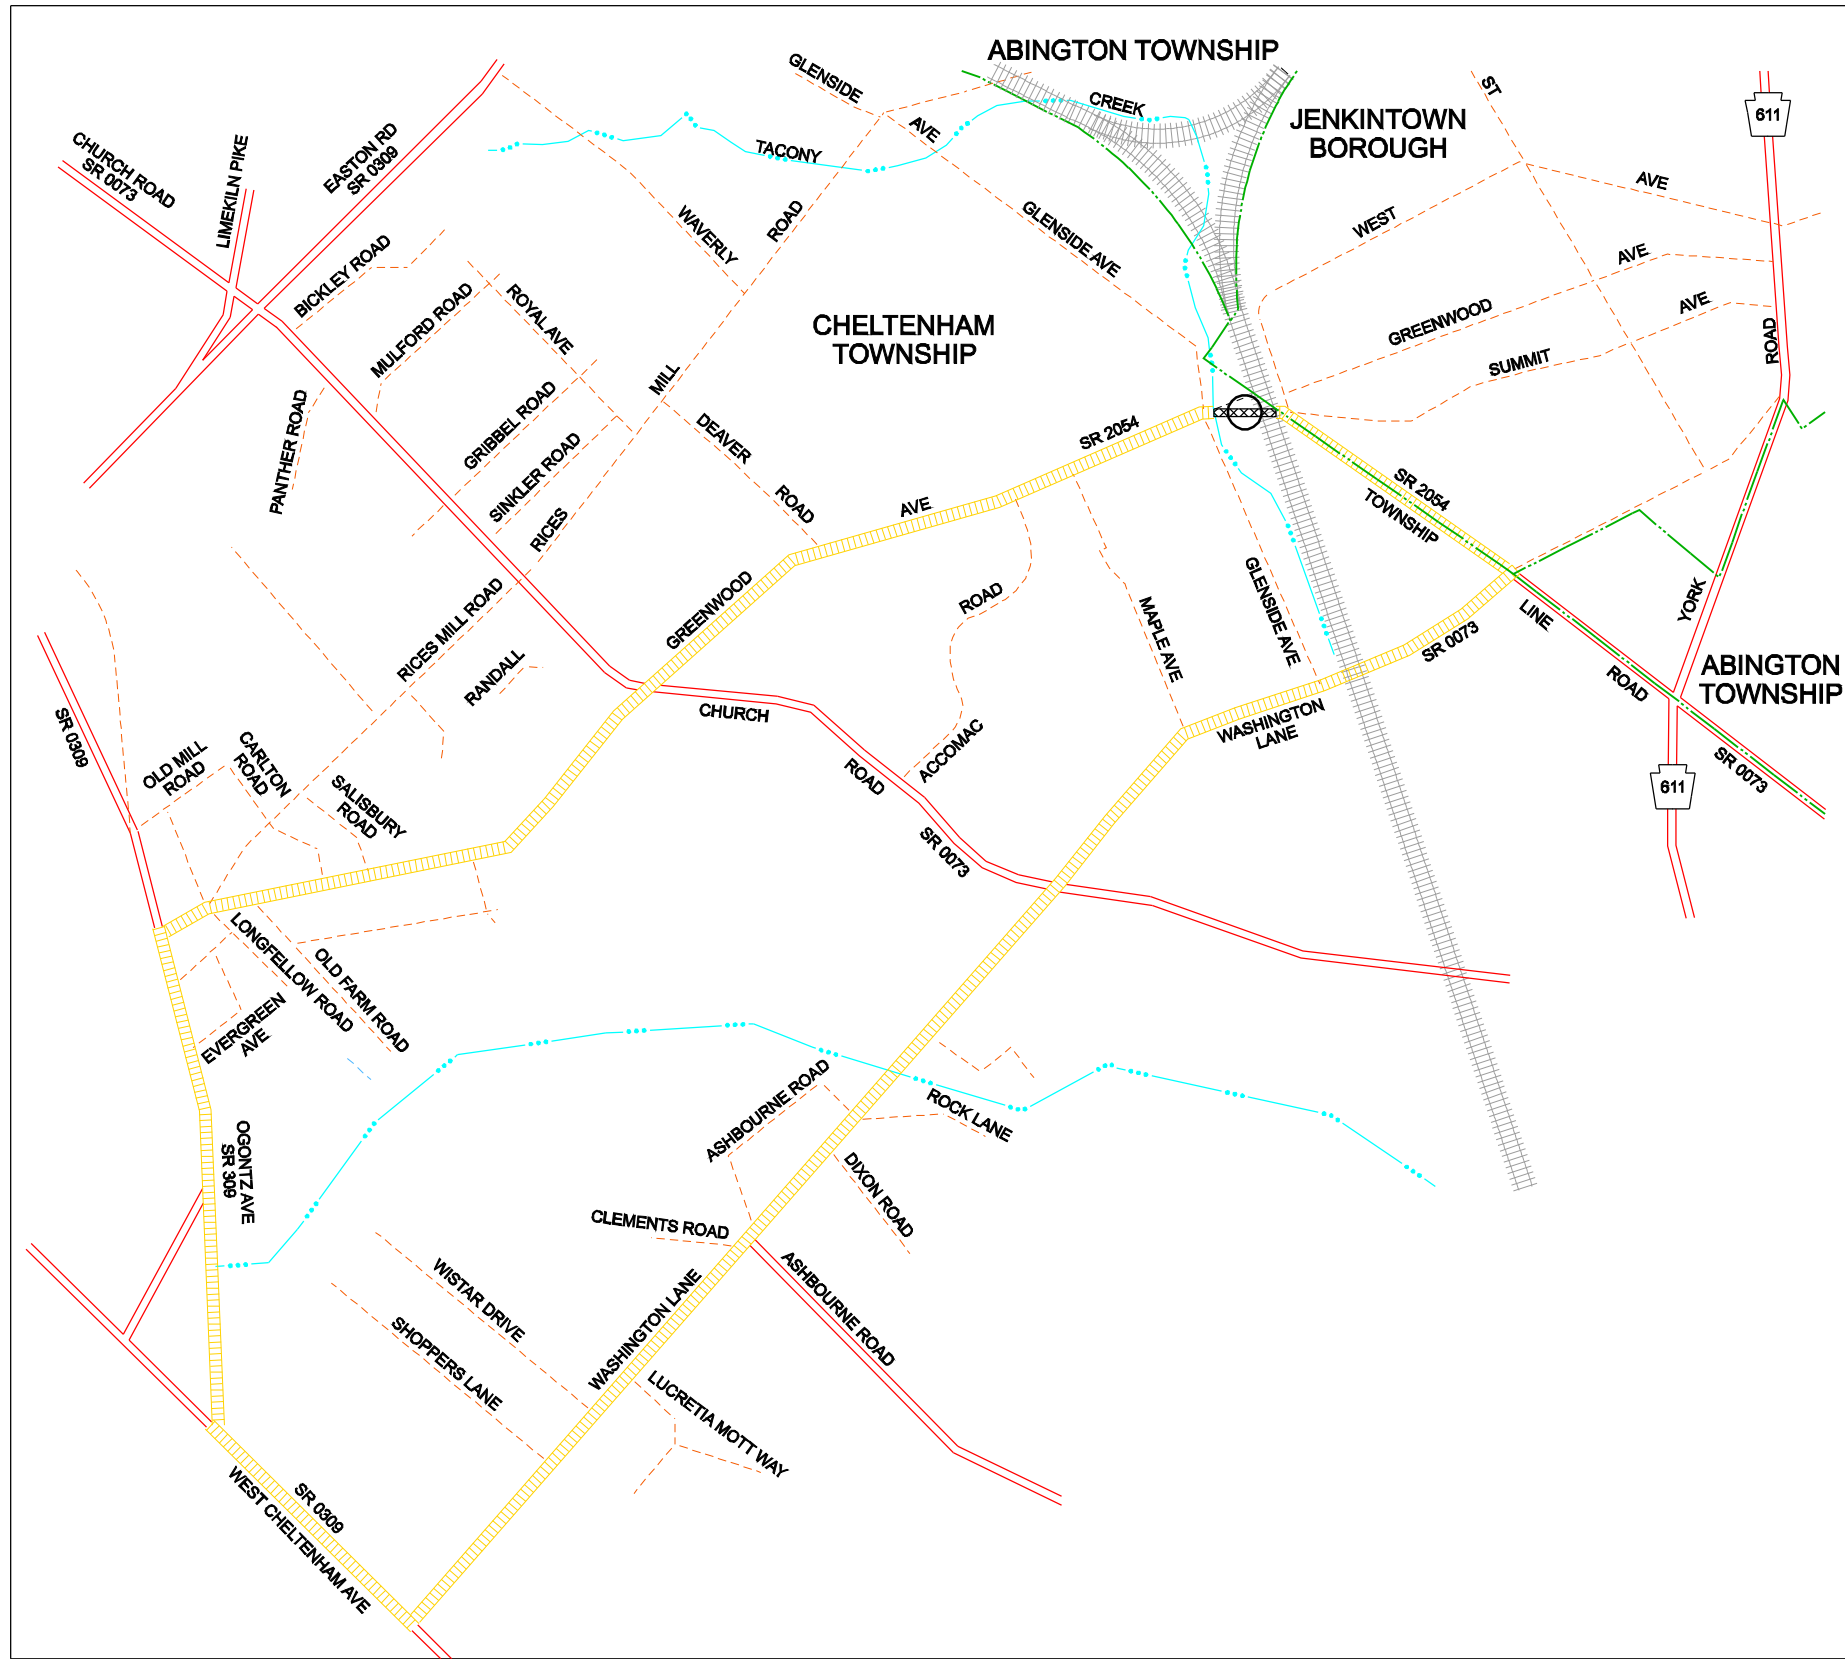 ABINGTON TOWNSHIP
GLENSIDE
AVE
CREEK
ST
611
JENKINTOWN
BOROUGH
CHURCH ROAD
SR 0073
LIMEKILN PIKE
EASTON RD
SR 0309
TACONY
AVE
WAVERLY
ROAD
GLENSIDE AVE
WEST
AVE
BICKLEY ROAD
MULFORD ROAD
ROYAL AVE
CHELTENHAM
TOWNSHIP
GREENWOOD
AVE
SUMMIT
ROAD
MILL
PANTHER ROAD
GRIBBEL ROAD
SINKLER ROAD
DEAVER
ROAD
SR 2054
SR 2054
TOWNSHIP
RICES
AVE
GREENWOOD
ROAD
MAPLE AVE
GLENSIDE AVE
LINE
ROAD
YORK
SR 0073
ABINGTON
TOWNSHIP
RICES MILL ROAD
RANDALL
CHURCH
ROAD
SR 0073
ACCOMAC
WASHINGTON
LANE
SR 0073
611
SR 0309
OLD MILL
ROAD
CARLTON
ROAD
SALISBURY
ROAD
LONGFELLOW ROAD
OLD FARM ROAD
EVERGREEN
AVE
ASHBOURNE ROAD
ROCK LANE
OGONTZ AVE
SR 309
DIXON ROAD
CLEMENTS ROAD
WISTAR DRIVE
SHOPPERS LANE
WASHINGTON LANE
ASHBOURNE ROAD
LUCRETIA MOTT WAY
SR 0309
WEST CHELTENHAM AVE